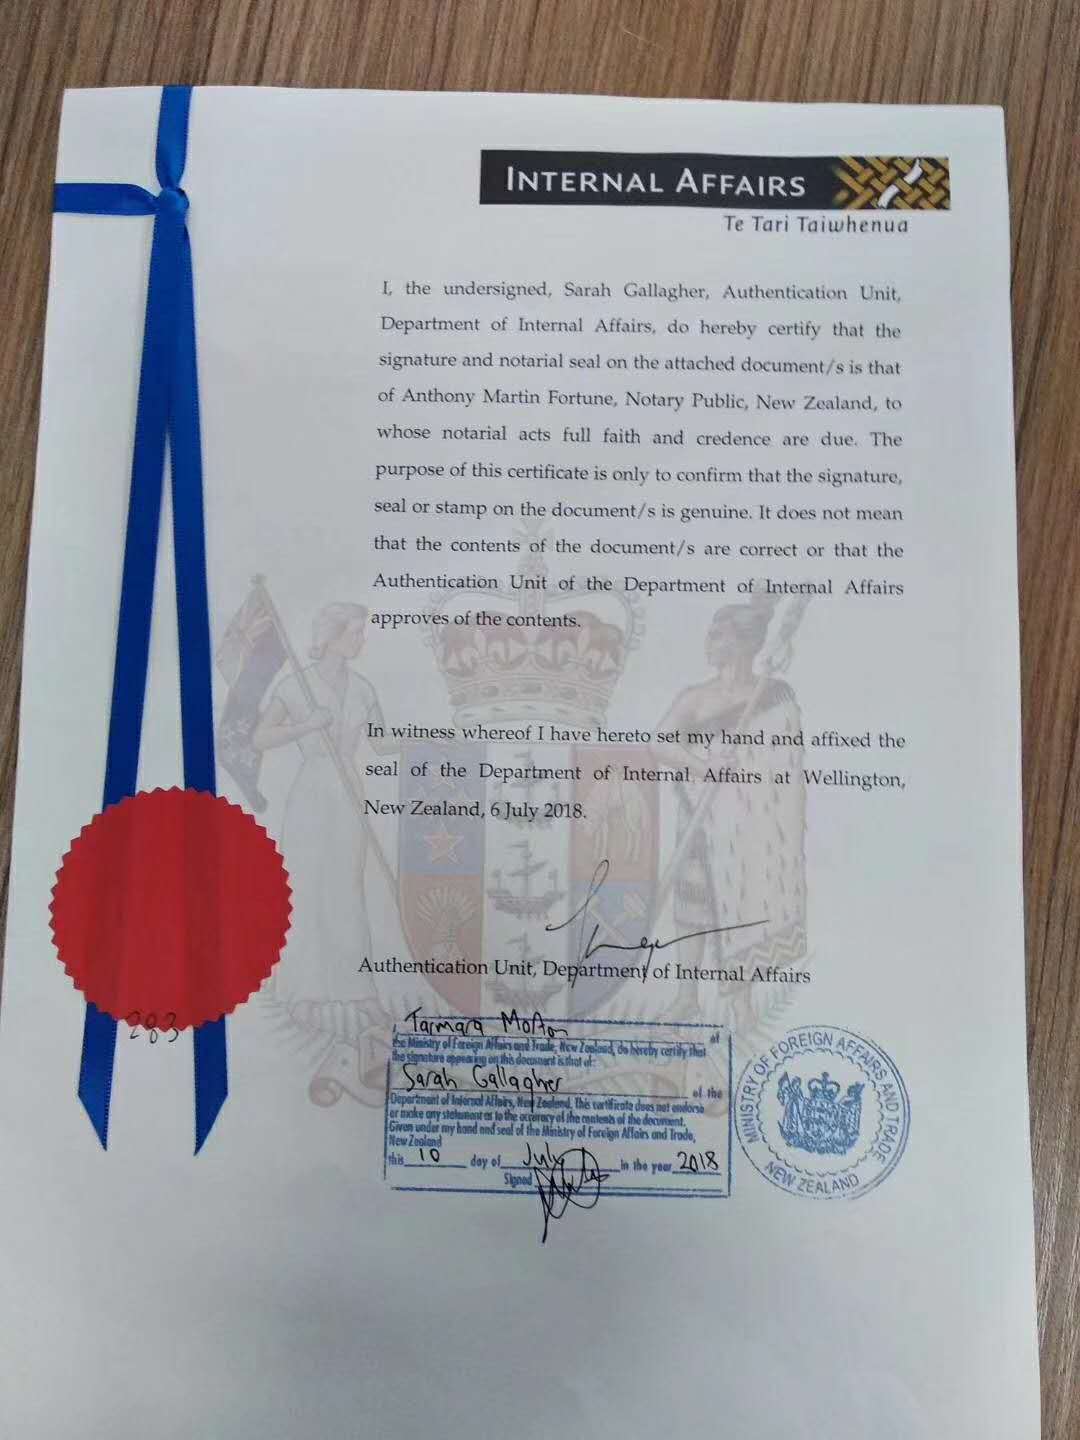 INTERNAL AFFAIRS
Te Tari Taiwhenua
I, the undersigned, Sarah Gallagher, Authentication Unit,
Department of Internal Affairs, do hereby certify that the
signature and notarial seal on the attached document/s is that
of Anthony Martin Fortune, Notary Public, New Zealand, to
whose notarial acts full faith and credence are due. The
purpose of this certificate is only to confirm that the signature,
seal or stamp on the document/s is genuine. It does not mean
that the contents of the document/s are correct or that the
Authentication Unit of the Department of Internal Affairs
approves of the contents.
In witness whereof I have hereto set my hand and affixed the
seal of the Department of Internal Affairs at Wellington,
New Zealand, 6 July 2018.
Authentication Unit, Department of Internal Affairs
283
I, Tarmara Morton of
the Ministry of Foreign Affairs and Trade, New Zealand, do hereby certify that
the signature appearing on this document is that of:
Sarah Gallagher of the
Department of Internal Affairs, New Zealand. This certificate does not endorse
or make any statement as to the accuracy of the contents of the document.
Given under my hand and seal of the Ministry of Foreign Affairs and Trade,
New Zealand
this 10 day of July in the year 2018
Signed
MINISTRY OF FOREIGN AFFAIRS AND TRADE
NEW ZEALAND